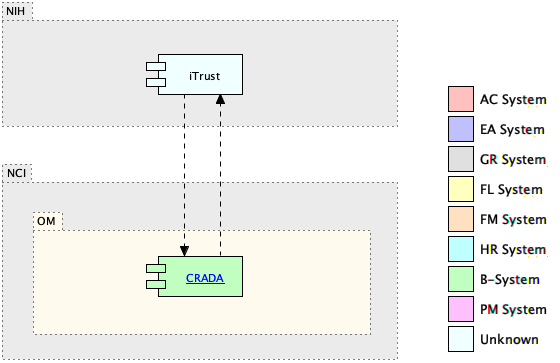 NIH
iTrust
NCI
OM
CRADA
AC System
EA System
GR System
FL System
FM System
HR System
B-System
PM System
Unknown